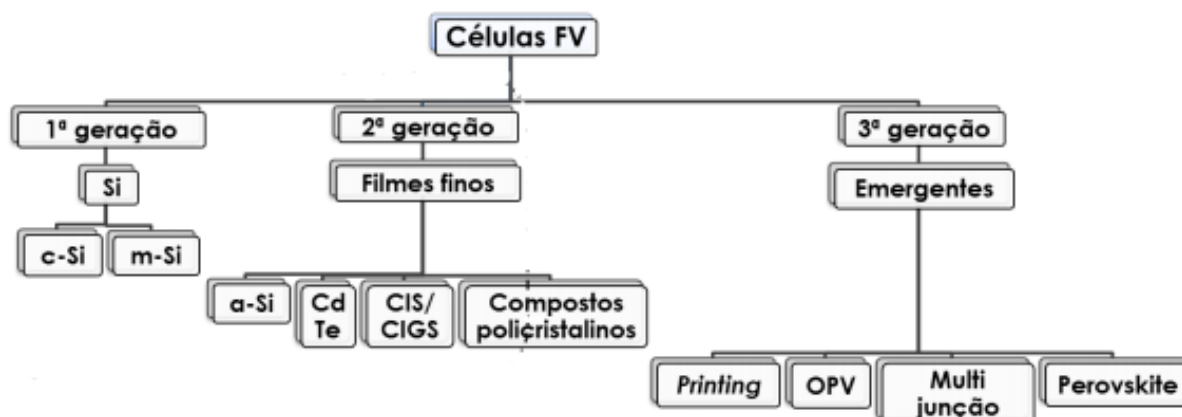 Células FV
1ª geração
2ª geração
3ª geração
Si
Filmes finos
Emergentes
c-Si
m-Si
a-Si
Cd
Te
CIS/
CIGS
Compostos
policristalinos
Printing
OPV
Multi
junção
Perovskite